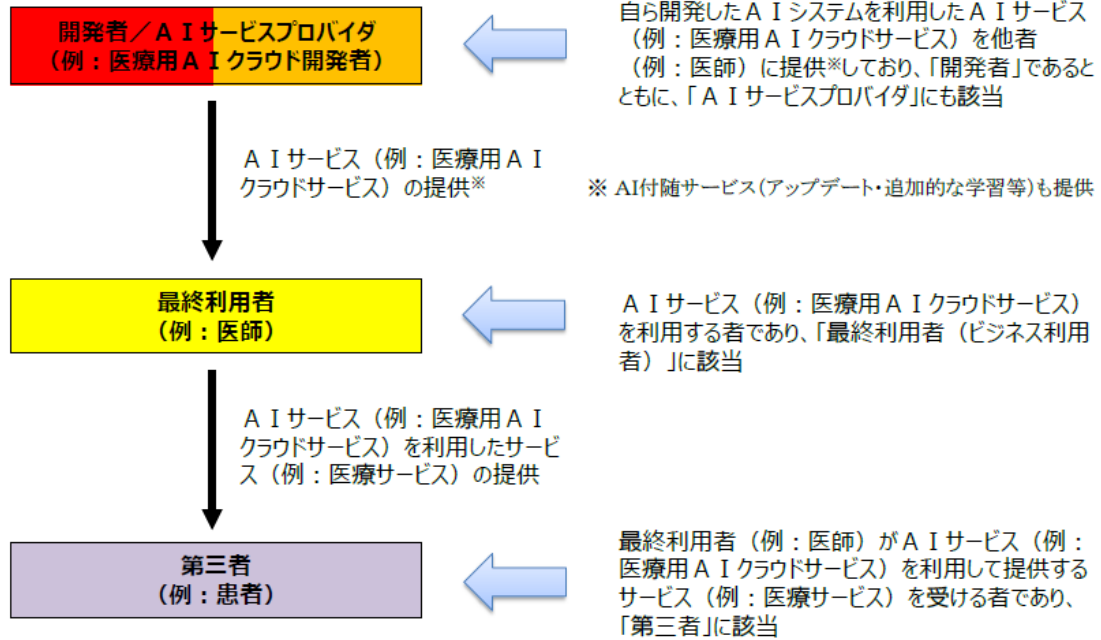 開発者／ＡＩサービスプロバイダ
（例：医療用ＡＩクラウド開発者）
自ら開発したＡＩシステムを利用したＡＩサービス
（例：医療用ＡＩクラウドサービス）を他者
（例：医師）に提供※しており、「開発者」であると
ともに、「ＡＩサービスプロバイダ」にも該当
ＡＩサービス（例：医療用ＡＩ
クラウドサービス）の提供※
※ AI付随サービス(アップデート・追加的な学習等)も提供
最終利用者
（例：医師）
ＡＩサービス（例：医療用ＡＩクラウドサービス）
を利用する者であり、「最終利用者（ビジネス利用
者）」に該当
ＡＩサービス（例：医療用ＡＩ
クラウドサービス）を利用したサービ
ス（例：医療サービス）の提供
第三者
（例：患者）
最終利用者（例：医師）がＡＩサービス（例：
医療用ＡＩクラウドサービス）を利用して提供する
サービス（例：医療サービス）を受ける者であり、
「第三者」に該当